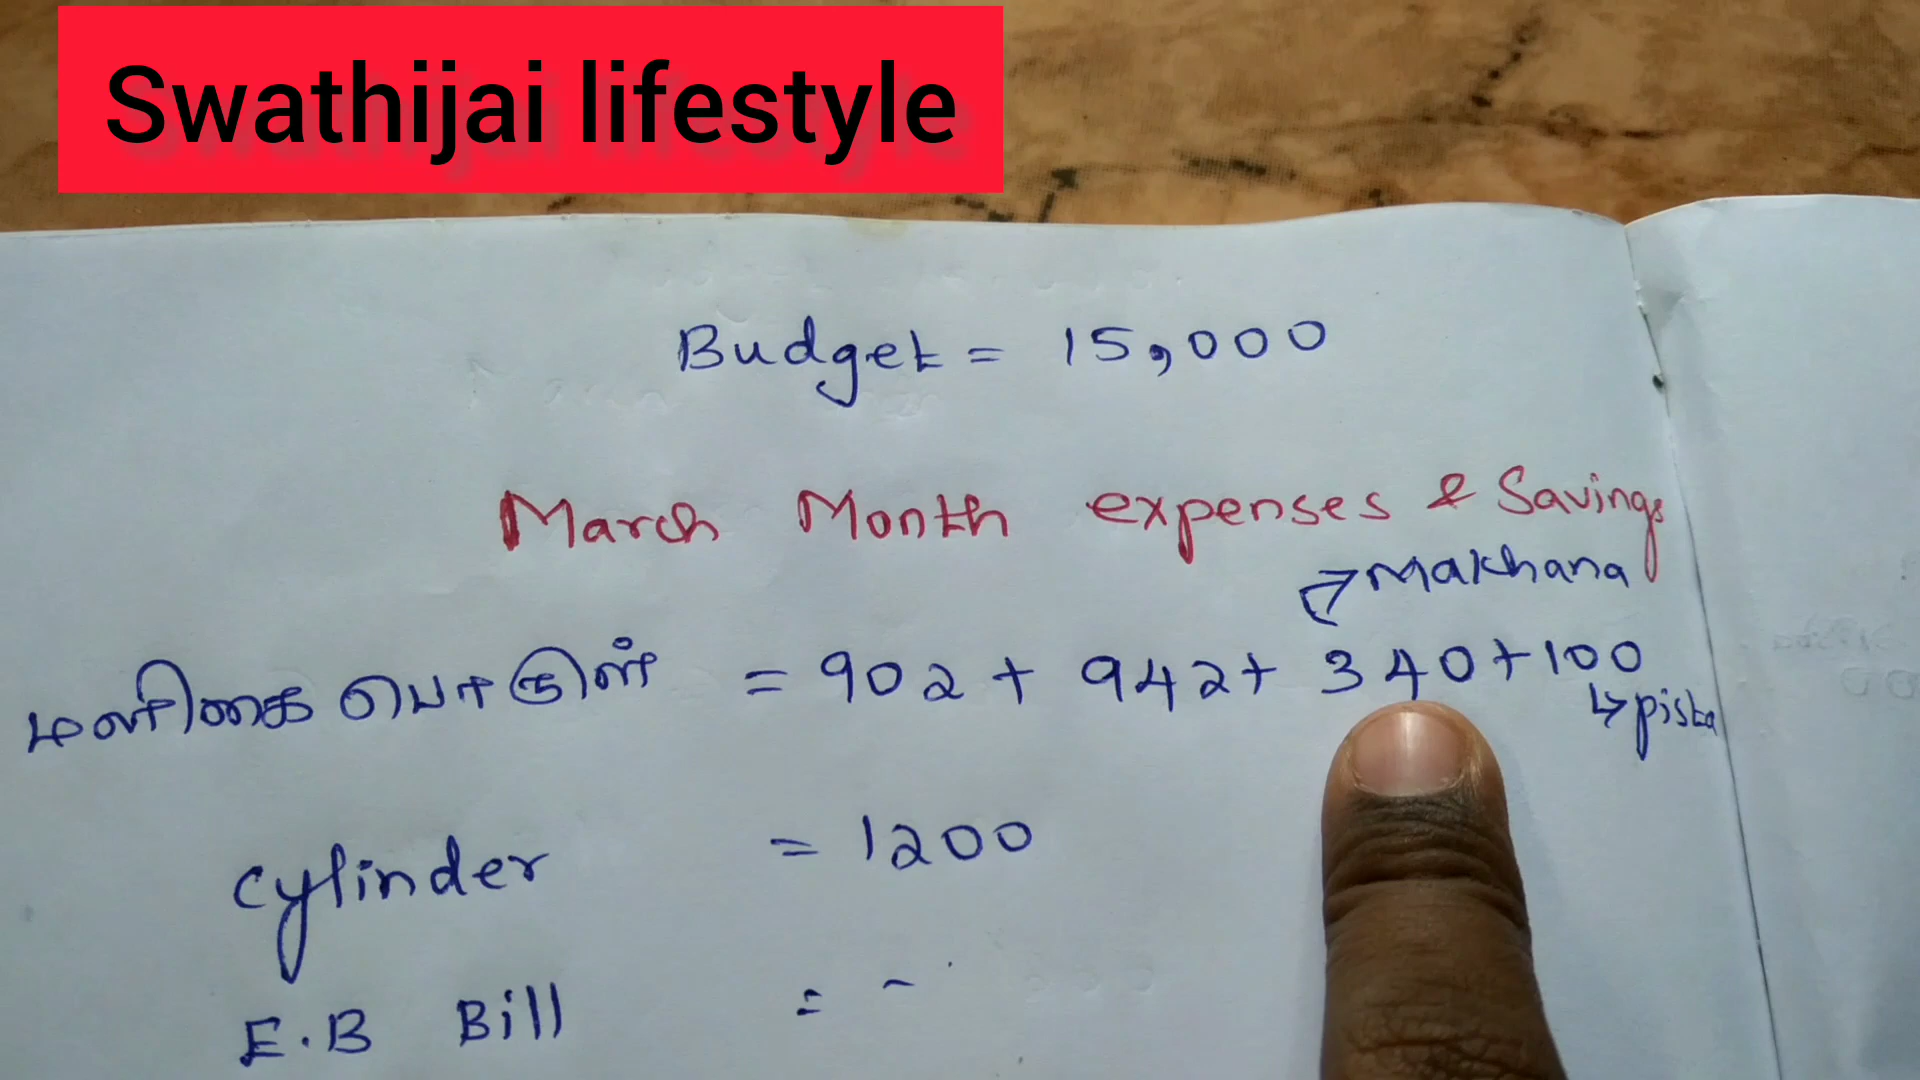 Swathijai lifestyle
Budget = 15,000
March Month expenses & Savings
→ Makhana
மளிகை பொருள் = 902 + 942 + 340 + 100
↳ pista
cylinder = 1200
E.B Bill = -